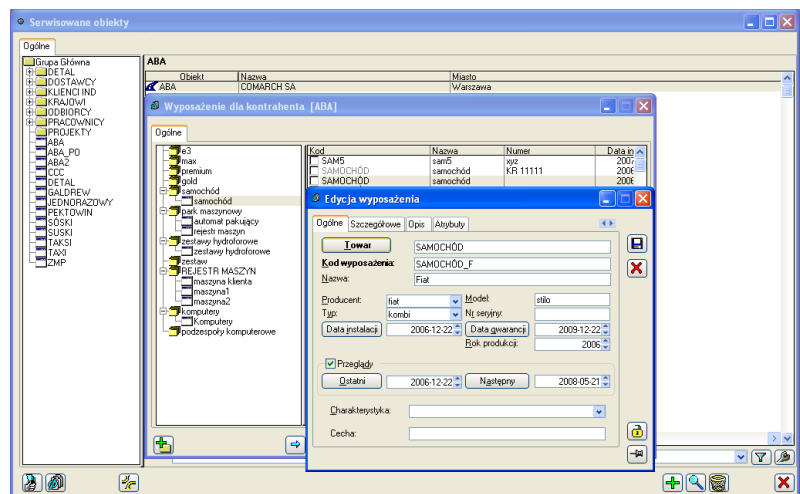 Serwisowane obiekty
Ogólne
Grupa Główna
DETAL
DOSTAWCY
KLIENCI IND
KRAJOWI
ODBIORCY
PRACOWNICY
PROJEKTY
ABA
ABA_PO
ABA2
CCC
DETAL
GALDREW
JEDNORAZOWY
PEKTOWIN
SÓSKI
SUSKI
TAKSI
TAXI
ZMP
ABA
Obiekt Nazwa Miasto
ABA COMARCH SA Warszawa
Wyposażenie dla kontrahenta [ABA]
Ogólne
e3
max
premium
gold
samochód
samochód
park maszynowy
automat pakujący
rejestr maszyn
zestawy hydroforowe
zestawy hydroforowe
zestaw
REJESTR MASZYN
maszyna klienta
maszyna1
maszyna2
komputery
Komputery
podzespoły komputerowe
Kod Nazwa Numer Data in
SAM5 sam5 xyz 2007
SAMOCHÓD samochód KR 11111 2006
SAMOCHÓD samochód 2006
Edycja wyposażenia
Ogólne Szczegółowe Opis Atrybuty
Towar SAMOCHÓD
Kod wyposażenia: SAMOCHÓD_F
Nazwa: Fiat
Producent: fiat Model: stilo
Typ: kombi Nr seryjny:
Data instalacji 2006-12-22 Data gwarancji 2009-12-22
Rok produkcji: 2006
Przeglądy
Ostatni 2006-12-22 Następny 2008-05-21
Charakterystyka:
Cecha: